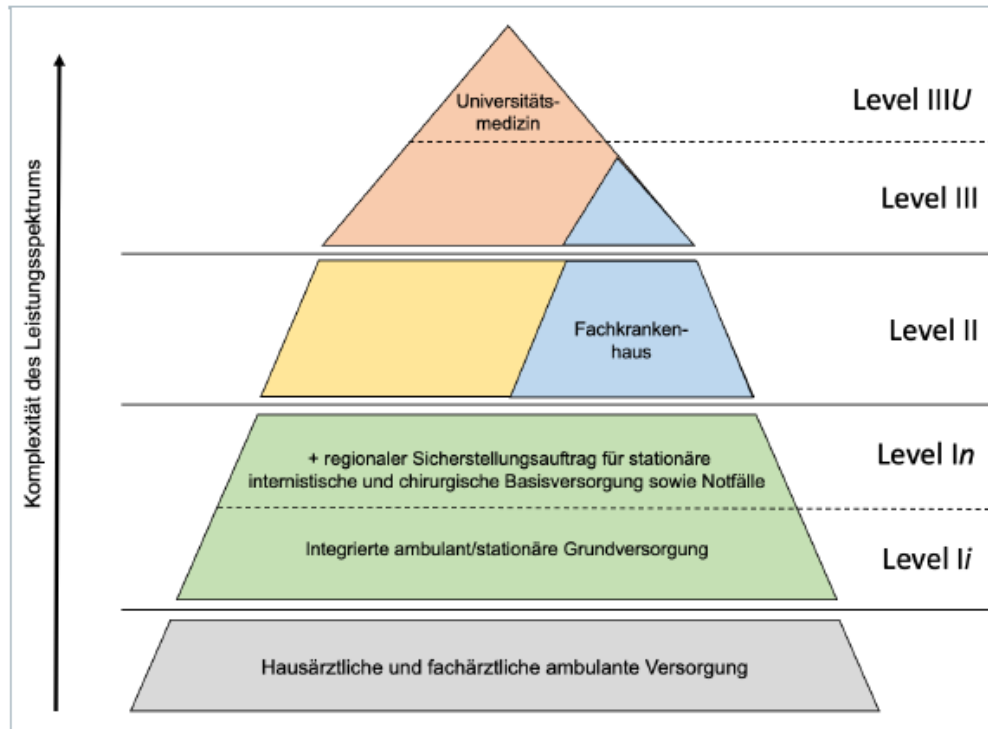 Komplexität des Leistungsspektrums
Universitäts-
medizin
Level IIIU
Level III
Fachkranken-
haus
Level II
+ regionaler Sicherstellungsauftrag für stationäre
internistische und chirurgische Basisversorgung sowie Notfälle
Level In
Integrierte ambulant/stationäre Grundversorgung
Level Ii
Hausärztliche und fachärztliche ambulante Versorgung